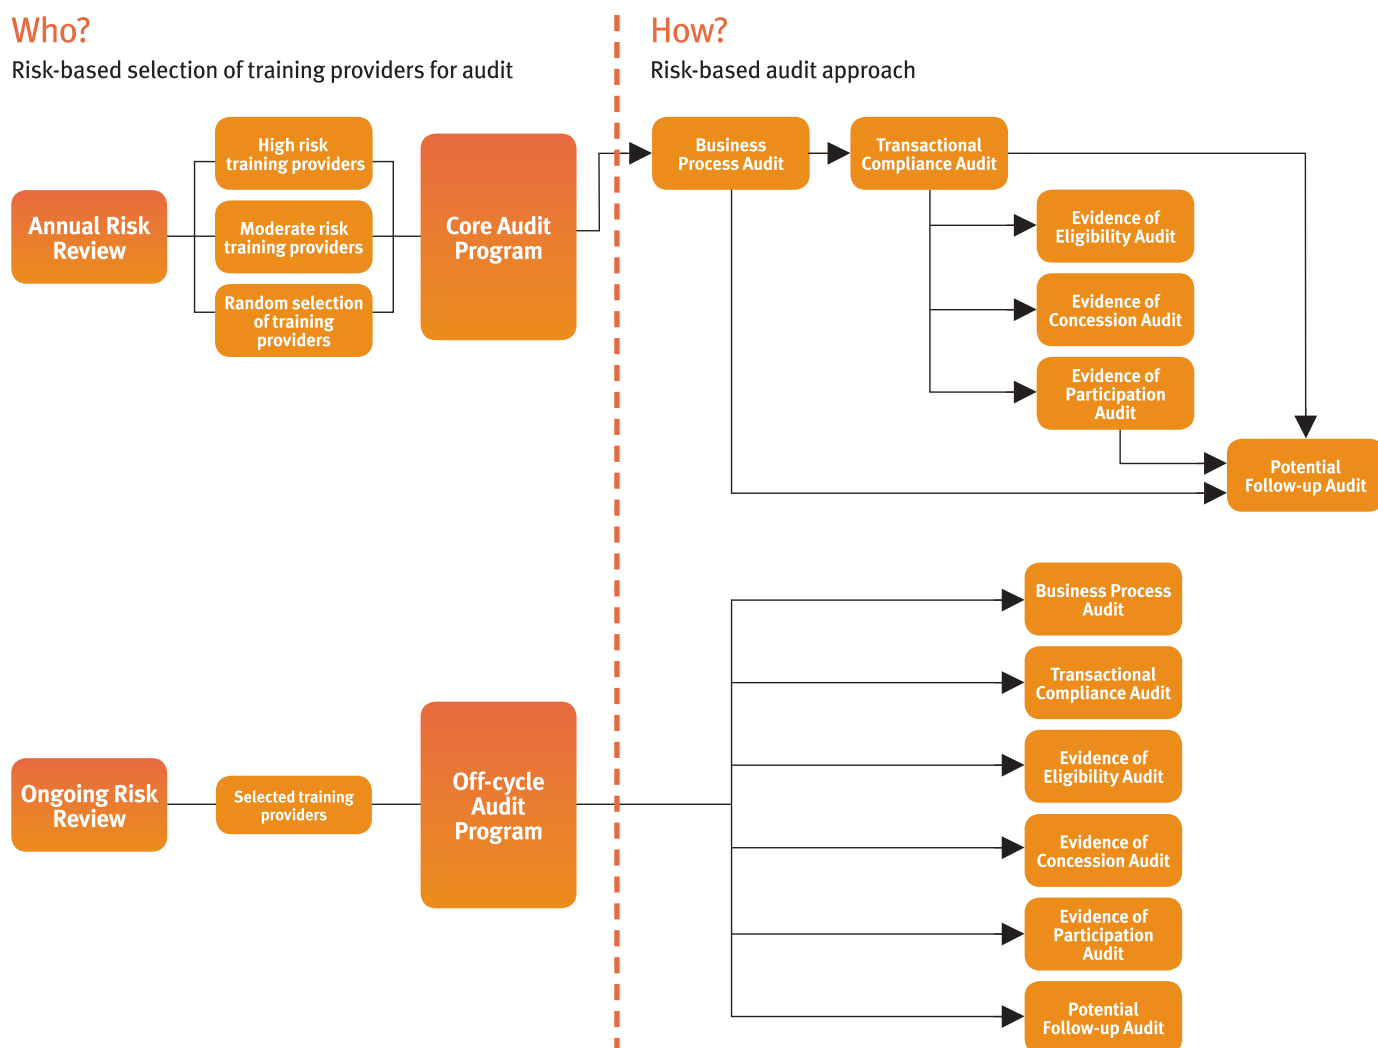 Who?
Risk-based selection of training providers for audit
Annual Risk
Review
High risk
training providers
Moderate risk
training providers
Random selection
of training
providers
Core Audit
Program
Ongoing Risk
Review
Selected training
providers
Off-cycle
Audit
Program
How?
Risk-based audit approach
Business
Process Audit
Transactional
Compliance Audit
Evidence of
Eligibility Audit
Evidence of
Concession Audit
Evidence of
Participation
Audit
Potential
Follow-up Audit
Business Process
Audit
Transactional
Compliance Audit
Evidence of
Eligibility Audit
Evidence of
Concession Audit
Evidence of
Participation
Audit
Potential
Follow-up Audit